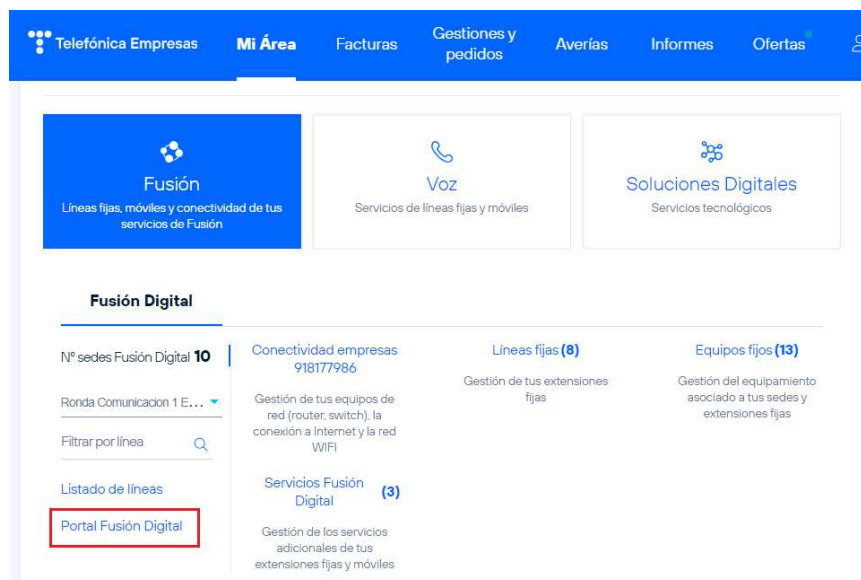 Telefónica Empresas
Mi Área
Facturas
Gestiones y
pedidos
Averías
Informes
Ofertas
Fusión
Líneas fijas, móviles y conectividad de tus
servicios de Fusión
Voz
Servicios de líneas fijas y móviles
Soluciones Digitales
Servicios tecnológicos
Fusión Digital
Nº sedes Fusión Digital 10
Ronda Comunicacion 1 E...
Filtrar por línea
Listado de líneas
Portal Fusión Digital
Conectividad empresas
918177986
Gestión de tus equipos de
red (router, switch), la
conexión a Internet y la red
WIFI
Líneas fijas (8)
Gestión de tus extensiones
fijas
Equipos fijos (13)
Gestión del equipamiento
asociado a tus sedes y
extensiones fijas
Servicios Fusión
Digital
(3)
Gestión de los servicios
adicionales de tus
extensiones fijas y móviles